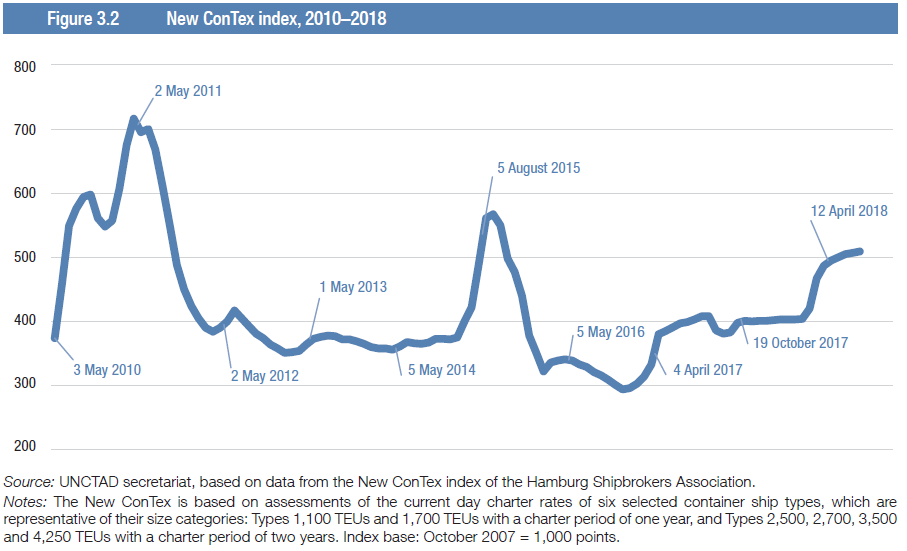 Figure 3.2 New ConTex index, 2010–2018
800
700
600
500
400
300
200
2 May 2011
5 August 2015
12 April 2018
1 May 2013
5 May 2016
19 October 2017
3 May 2010
2 May 2012
5 May 2014
4 April 2017
Source: UNCTAD secretariat, based on data from the New ConTex index of the Hamburg Shipbrokers Association.
Notes: The New ConTex is based on assessments of the current day charter rates of six selected container ship types, which are
representative of their size categories: Types 1,100 TEUs and 1,700 TEUs with a charter period of one year, and Types 2,500, 2,700, 3,500
and 4,250 TEUs with a charter period of two years. Index base: October 2007 = 1,000 points.